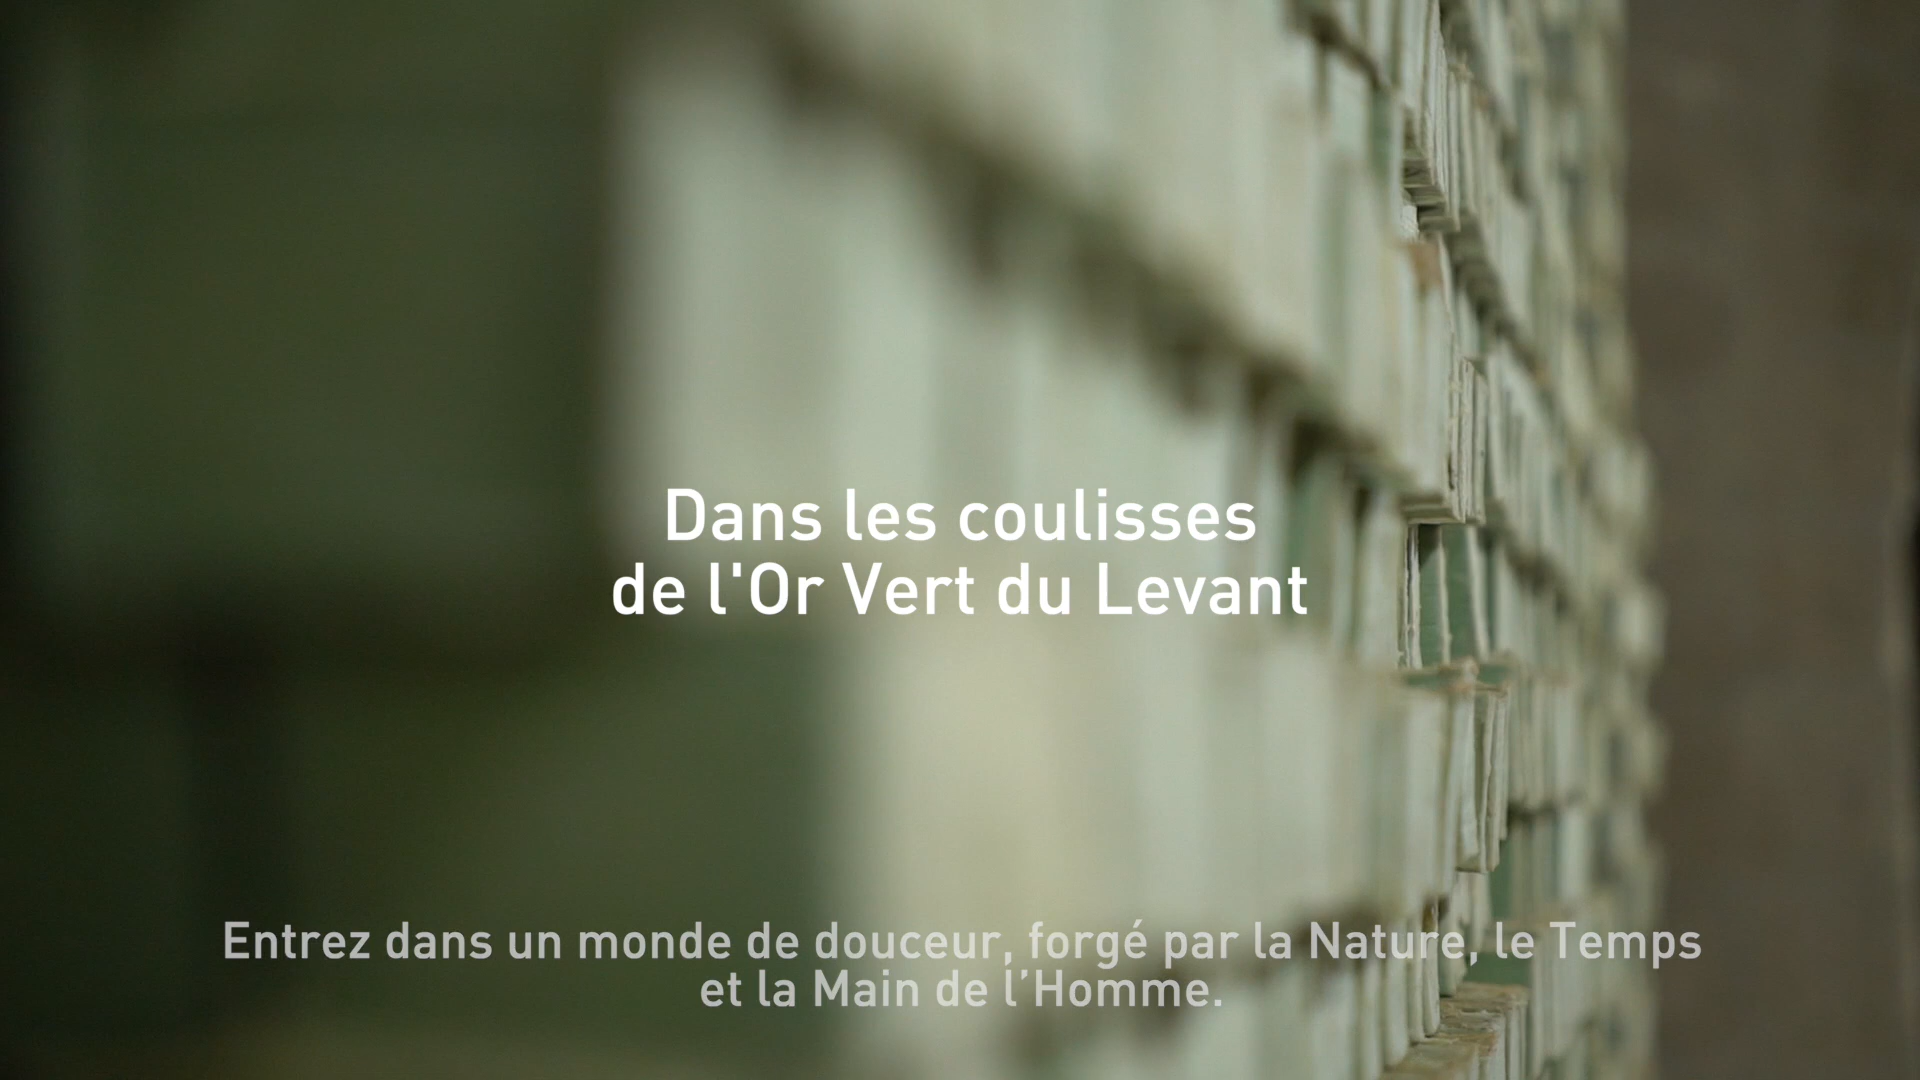 Dans les coulisses
de l'Or Vert du Levant
Entrez dans un monde de douceur, forgé par la Nature, le Temps
et la Main de l’Homme.